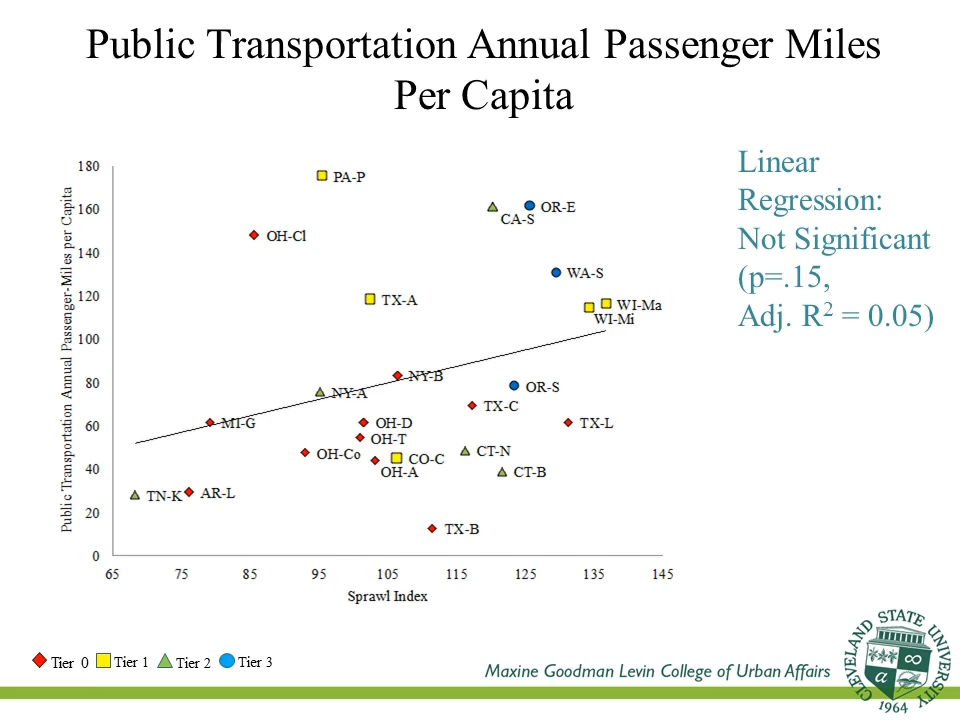 Public Transportation Annual Passenger Miles
Per Capita
Linear
Regression:
Not Significant
(p=.15,
Adj. R² = 0.05)
Public Transportation Annual Passenger-Miles per Capita
180
160
140
120
100
80
60
40
20
0
PA-P
OR-E
CA-S
OH-Cl
WA-S
TX-A
WI-Ma
WI-Mi
NY-B
OR-S
NY-A
TX-C
MI-G
OH-D
TX-L
OH-T
OH-Co
CO-C
CT-N
OH-A
CT-B
TN-K
AR-L
TX-B
65 75 85 95 105 115 125 135 145
Sprawl Index
Tier 0 Tier 1 Tier 2 Tier 3
Maxine Goodman Levin College of Urban Affairs
CLEVELAND STATE UNIVERSITY
1964